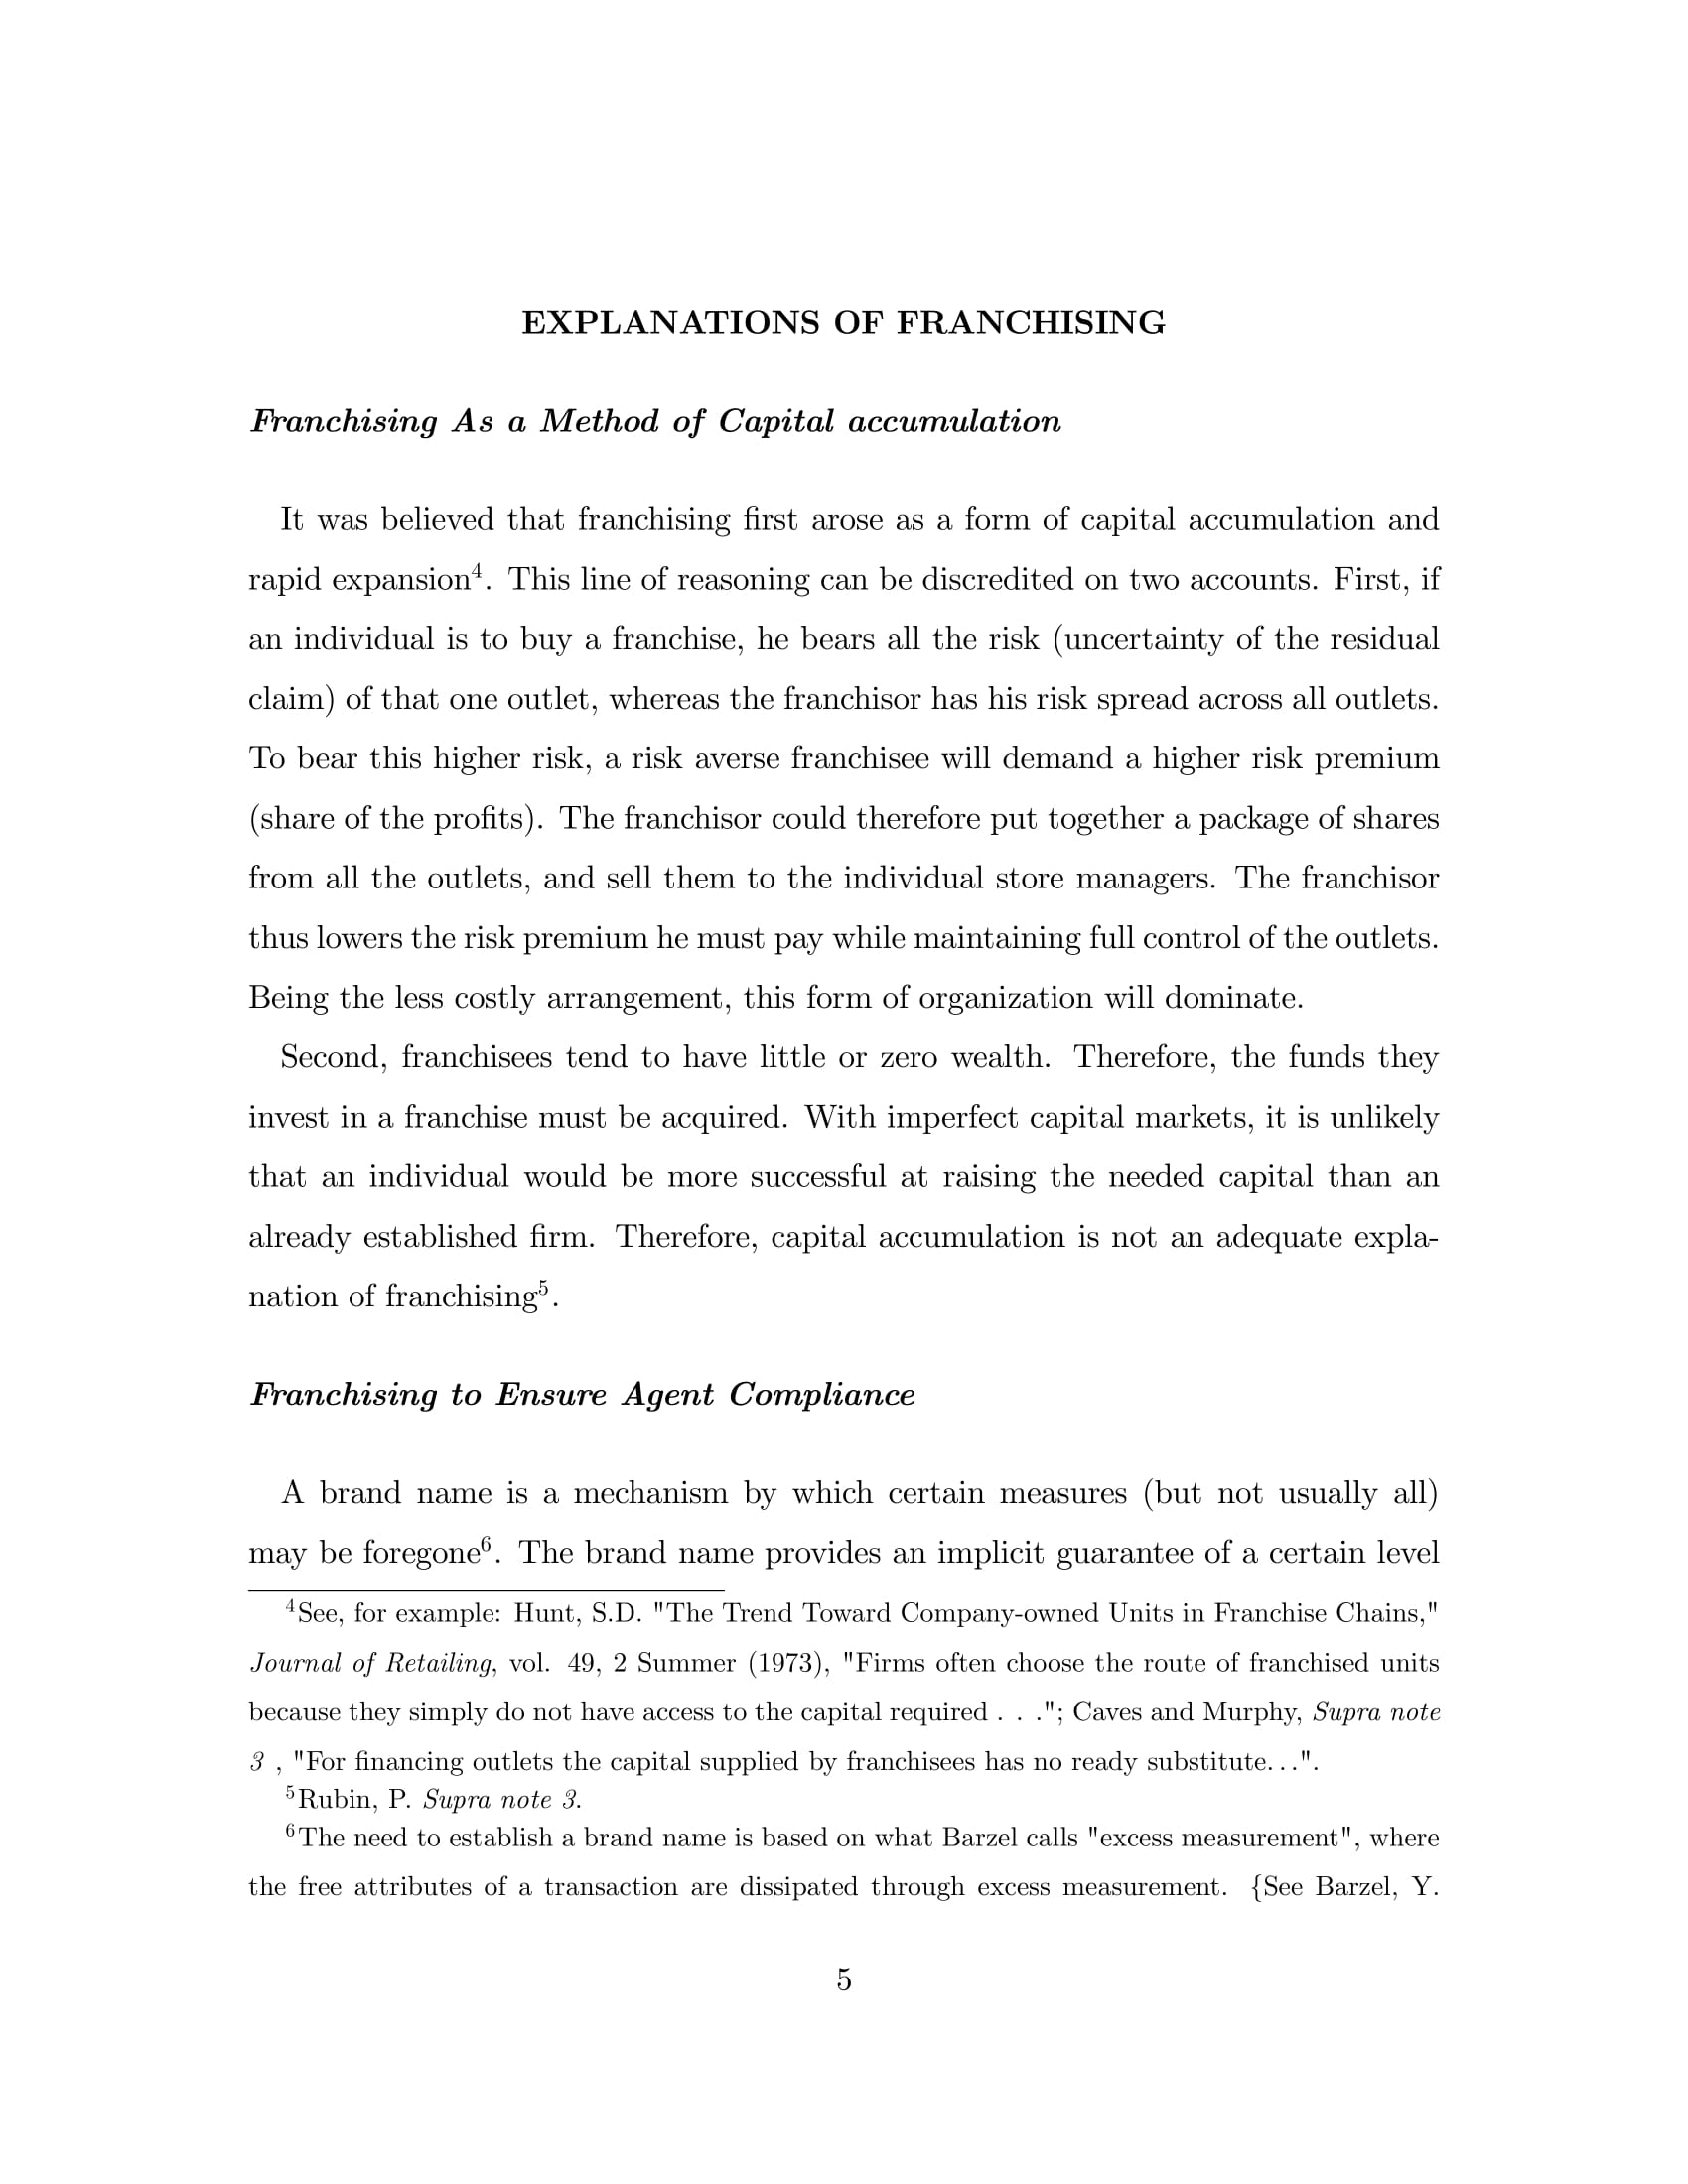 EXPLANATIONS OF FRANCHISING
Franchising As a Method of Capital accumulation
It was believed that franchising first arose as a form of capital accumulation and
rapid expansion⁴. This line of reasoning can be discredited on two accounts. First, if
an individual is to buy a franchise, he bears all the risk (uncertainty of the residual
claim) of that one outlet, whereas the franchisor has his risk spread across all outlets.
To bear this higher risk, a risk averse franchisee will demand a higher risk premium
(share of the profits). The franchisor could therefore put together a package of shares
from all the outlets, and sell them to the individual store managers. The franchisor
thus lowers the risk premium he must pay while maintaining full control of the outlets.
Being the less costly arrangement, this form of organization will dominate.
Second, franchisees tend to have little or zero wealth. Therefore, the funds they
invest in a franchise must be acquired. With imperfect capital markets, it is unlikely
that an individual would be more successful at raising the needed capital than an
already established firm. Therefore, capital accumulation is not an adequate expla-
nation of franchising⁵.
Franchising to Ensure Agent Compliance
A brand name is a mechanism by which certain measures (but not usually all)
may be foregone⁶. The brand name provides an implicit guarantee of a certain level
⁴See, for example: Hunt, S.D. "The Trend Toward Company-owned Units in Franchise Chains,"
Journal of Retailing, vol. 49, 2 Summer (1973), "Firms often choose the route of franchised units
because they simply do not have access to the capital required . . ."; Caves and Murphy, Supra note
3 , "For financing outlets the capital supplied by franchisees has no ready substitute...".
⁵Rubin, P. Supra note 3.
⁶The need to establish a brand name is based on what Barzel calls "excess measurement", where
the free attributes of a transaction are dissipated through excess measurement. {See Barzel, Y.
5